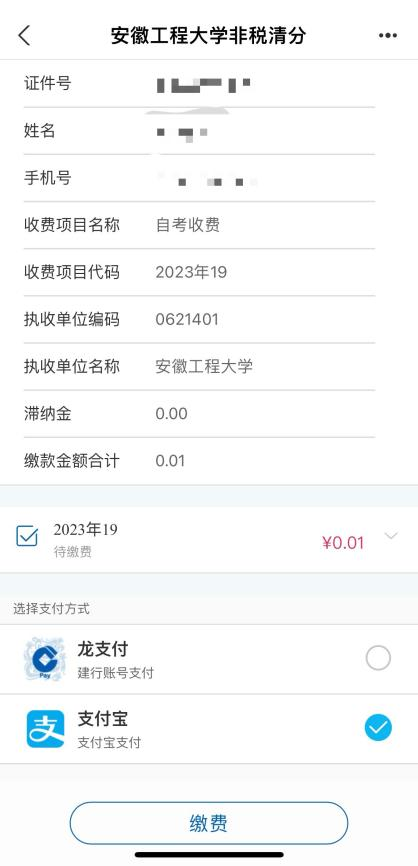 安徽工程大学非税清分
证件号
姓名
手机号
收费项目名称 自考收费
收费项目代码 2023年19
执收单位编码 0621401
执收单位名称 安徽工程大学
滞纳金 0.00
缴款金额合计 0.01
2023年19
待缴费
¥0.01
选择支付方式
Pay
龙支付
建行账号支付
支
支付宝
支付宝支付
缴费